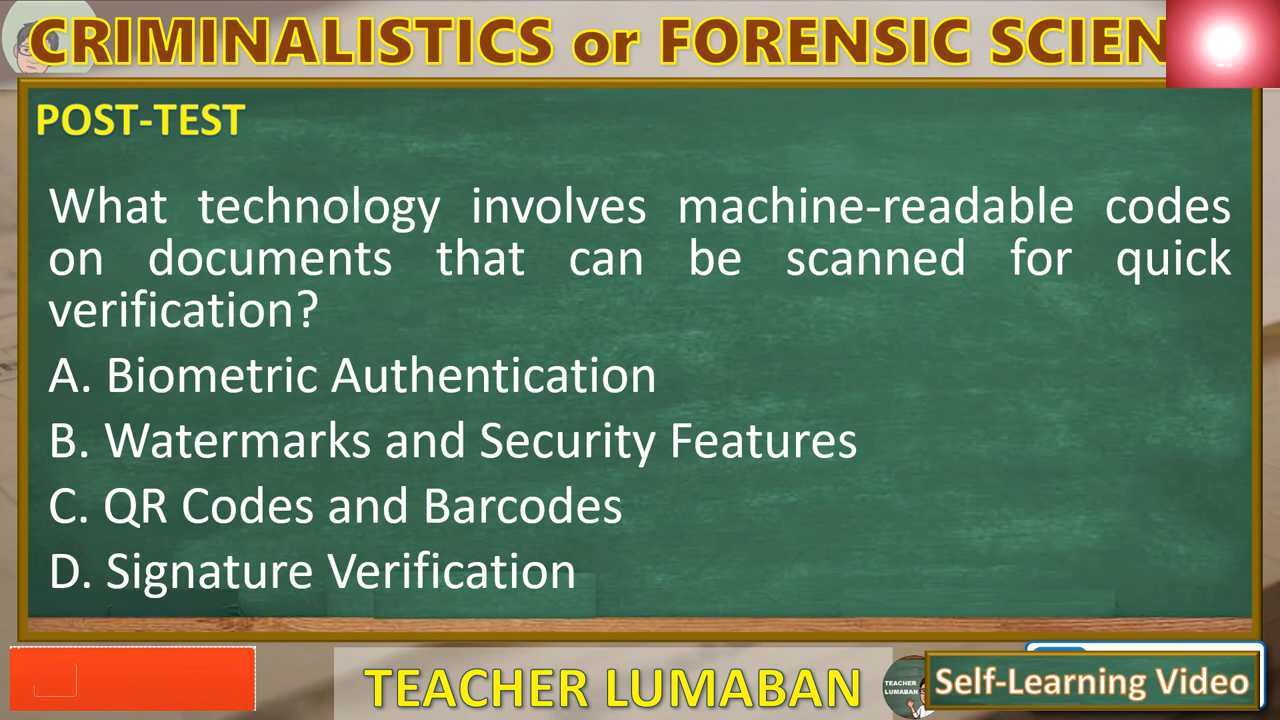 CRIMINALISTICS or FORENSIC SCIEN
POST-TEST
What technology involves machine-readable codes
on documents that can be scanned for quick
verification?
A. Biometric Authentication
B. Watermarks and Security Features
C. QR Codes and Barcodes
D. Signature Verification
TEACHER LUMABAN
TEACHER
LUMABAN
Self-Learning Video